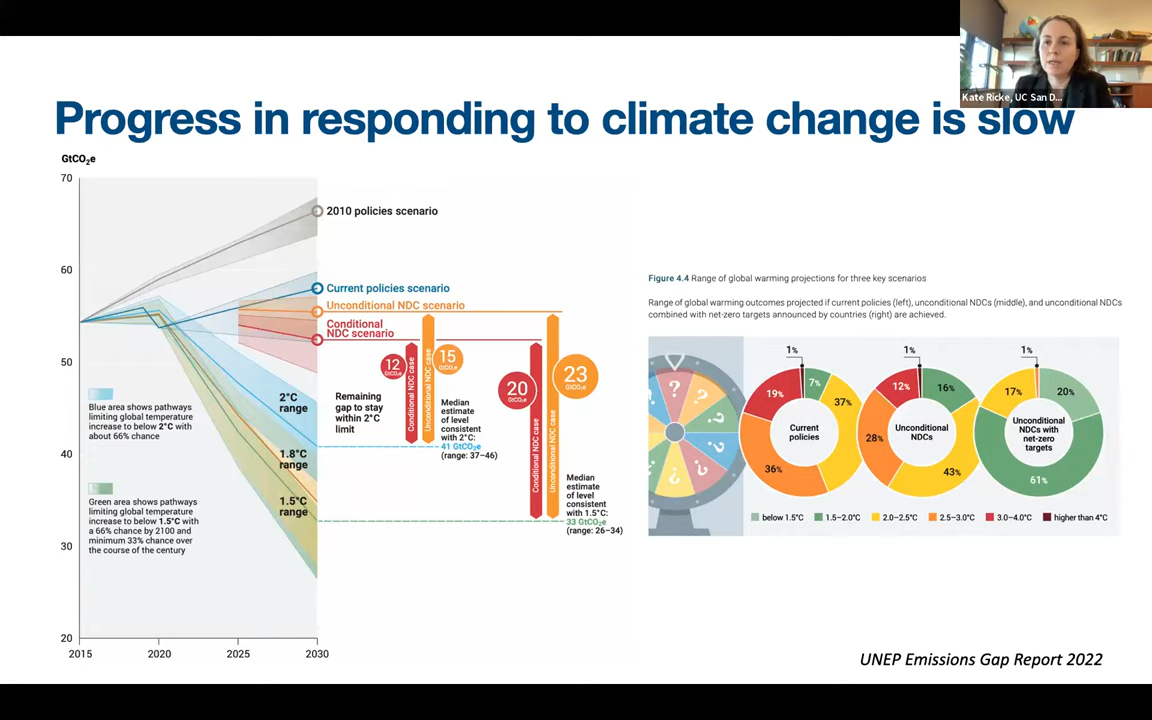 Kate Ricke, UC San D...
Progress in responding to climate change is slow
GtCO₂e
70
60
50
40
30
20
2015
2020
2025
2030
2010 policies scenario
Current policies scenario
Unconditional NDC scenario
Conditional
NDC scenario
2°C
range
1.8°C
range
1.5°C
range
Blue area shows pathways
limiting global temperature
increase to below 2°C with
about 66% chance
Green area shows pathways
limiting global temperature
increase to below 1.5°C with
a 66% chance by 2100 and
minimum 33% chance over
the course of the century
Remaining
gap to stay
within 2°C
limit
12
GtCO₂e
Conditional NDC case
Unconditional NDC case
15
GtCO₂e
Median
estimate
of level
consistent
with 2°C:
41 GtCO₂e
(range: 37–46)
20
GtCO₂e
Conditional NDC case
Unconditional NDC case
23
GtCO₂e
Median
estimate
of level
consistent
with 1.5°C:
33 GtCO₂e
(range: 26–34)
Figure 4.4 Range of global warming projections for three key scenarios
Range of global warming outcomes projected if current policies (left), unconditional NDCs (middle), and unconditional NDCs
combined with net-zero targets announced by countries (right) are achieved.
? ? ? ? ? ? ?
1%
7%
37%
36%
19%
Current
policies
1%
16%
43%
28%
12%
Unconditional
NDCs
1%
20%
61%
17%
Unconditional
NDCs with
net-zero
targets
below 1.5°C
1.5–2.0°C
2.0–2.5°C
2.5–3.0°C
3.0–4.0°C
higher than 4°C
UNEP Emissions Gap Report 2022